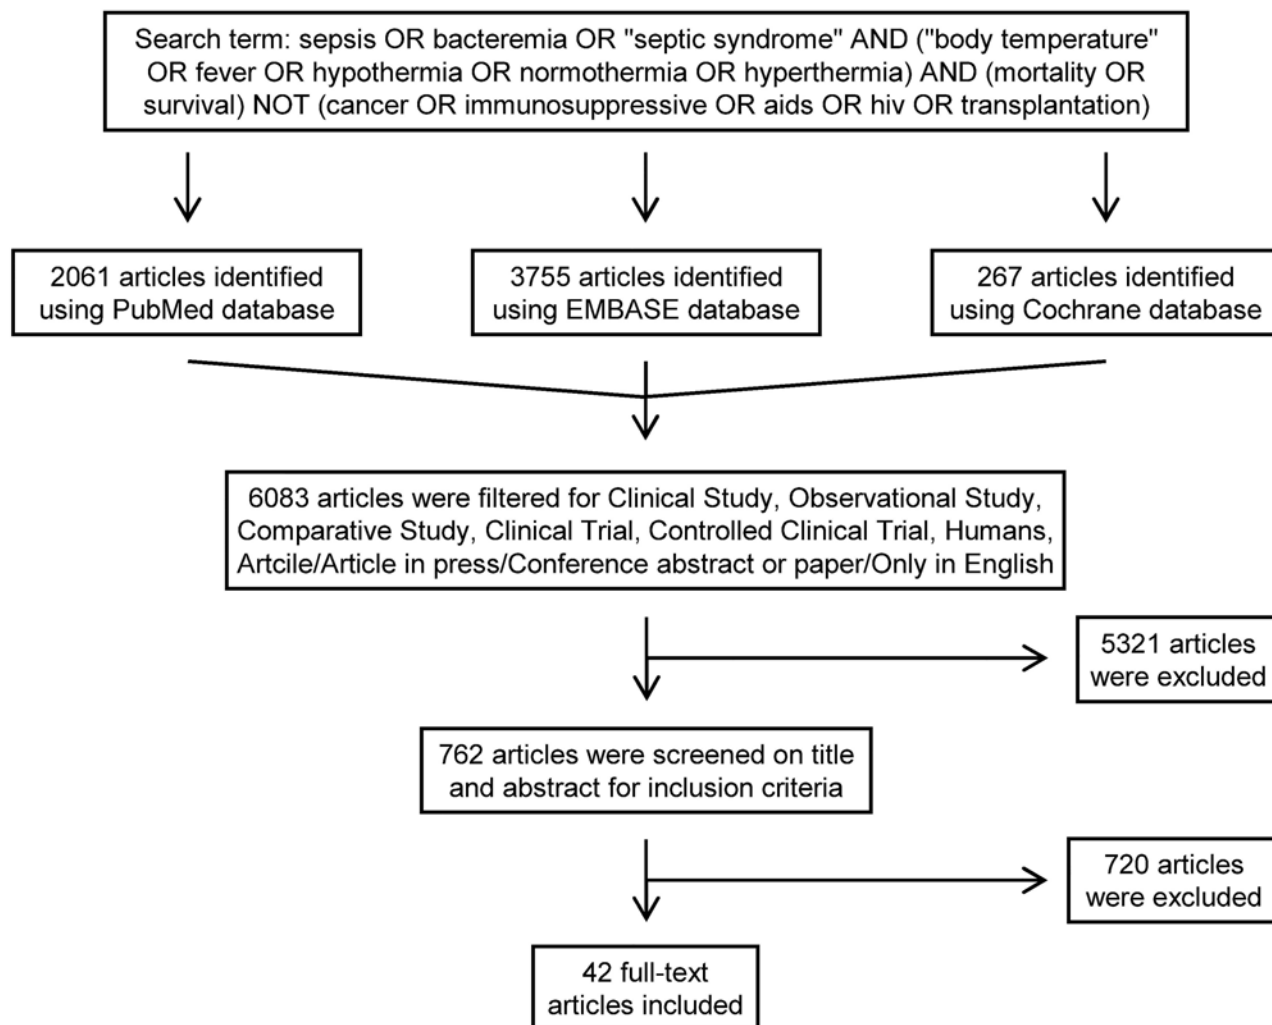 Search term: sepsis OR bacteremia OR "septic syndrome" AND ("body temperature"
OR fever OR hypothermia OR normothermia OR hyperthermia) AND (mortality OR
survival) NOT (cancer OR immunosuppressive OR aids OR hiv OR transplantation)
2061 articles identified
using PubMed database
3755 articles identified
using EMBASE database
267 articles identified
using Cochrane database
6083 articles were filtered for Clinical Study, Observational Study,
Comparative Study, Clinical Trial, Controlled Clinical Trial, Humans,
Artcile/Article in press/Conference abstract or paper/Only in English
5321 articles
were excluded
762 articles were screened on title
and abstract for inclusion criteria
720 articles
were excluded
42 full-text
articles included